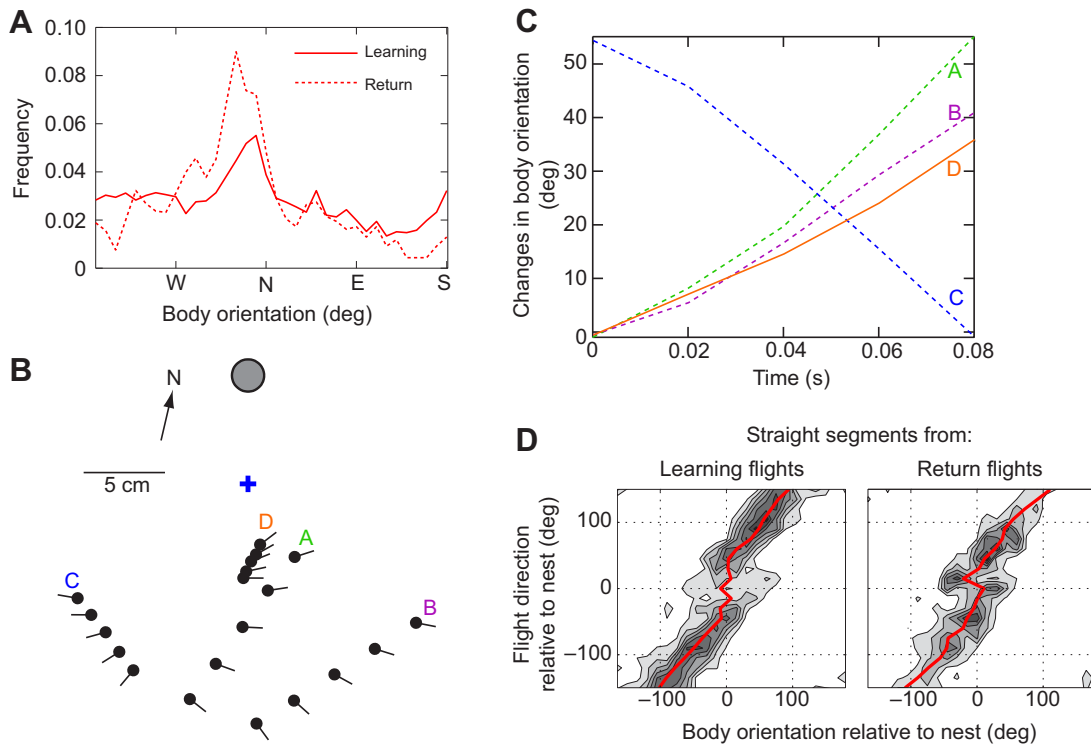 A
0.10
0.08
0.06
0.04
0.02
0
Frequency
Learning
Return
W
N
E
S
Body orientation (deg)
B
N
5 cm
D
A
C
B
C
50
40
30
20
10
0
Changes in body orientation
(deg)
A
B
D
C
0
0.02
0.04
0.06
0.08
Time (s)
D
Straight segments from:
Learning flights
Return flights
Flight direction
relative to nest (deg)
100
0
−100
−100
0
100
−100
0
100
Body orientation relative to nest (deg)